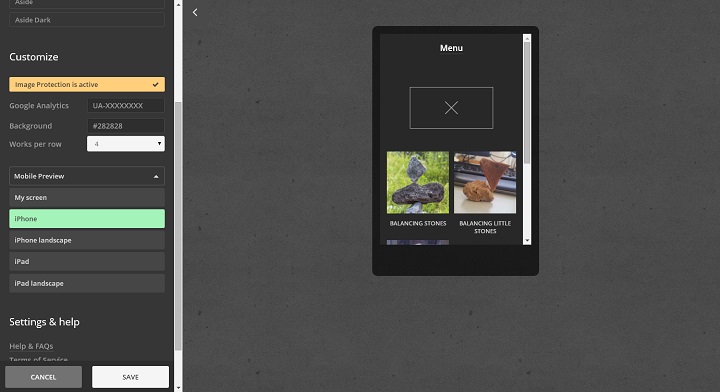 Aside
Aside Dark
Customize
Image Protection is active
Google Analytics
UA-XXXXXXXX
Background
#282828
Works per row
4
Mobile Preview
My screen
iPhone
iPhone landscape
iPad
iPad landscape
Settings & help
Help & FAQs
Terms of Service
CANCEL
SAVE
Menu
BALANCING STONES
BALANCING LITTLE
STONES